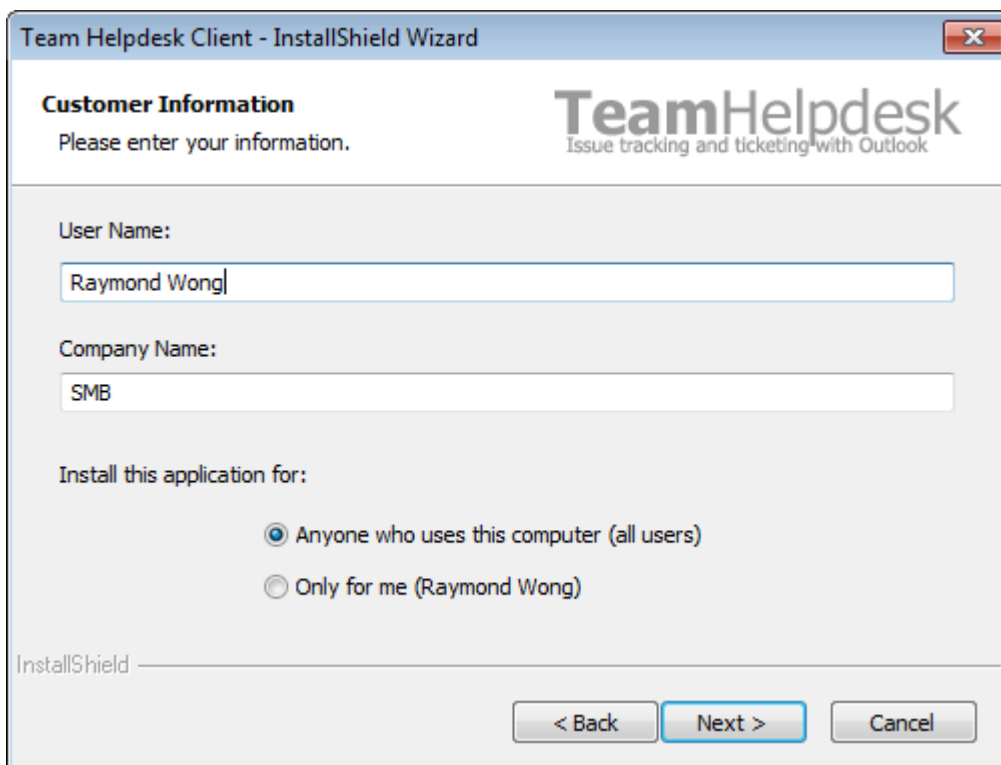 Team Helpdesk Client - InstallShield Wizard
Customer Information
Please enter your information.
TeamHelpdesk
Issue tracking and ticketing with Outlook
User Name:
Raymond Wong
Company Name:
SMB
Install this application for:
Anyone who uses this computer (all users)
Only for me (Raymond Wong)
InstallShield
< Back Next > Cancel